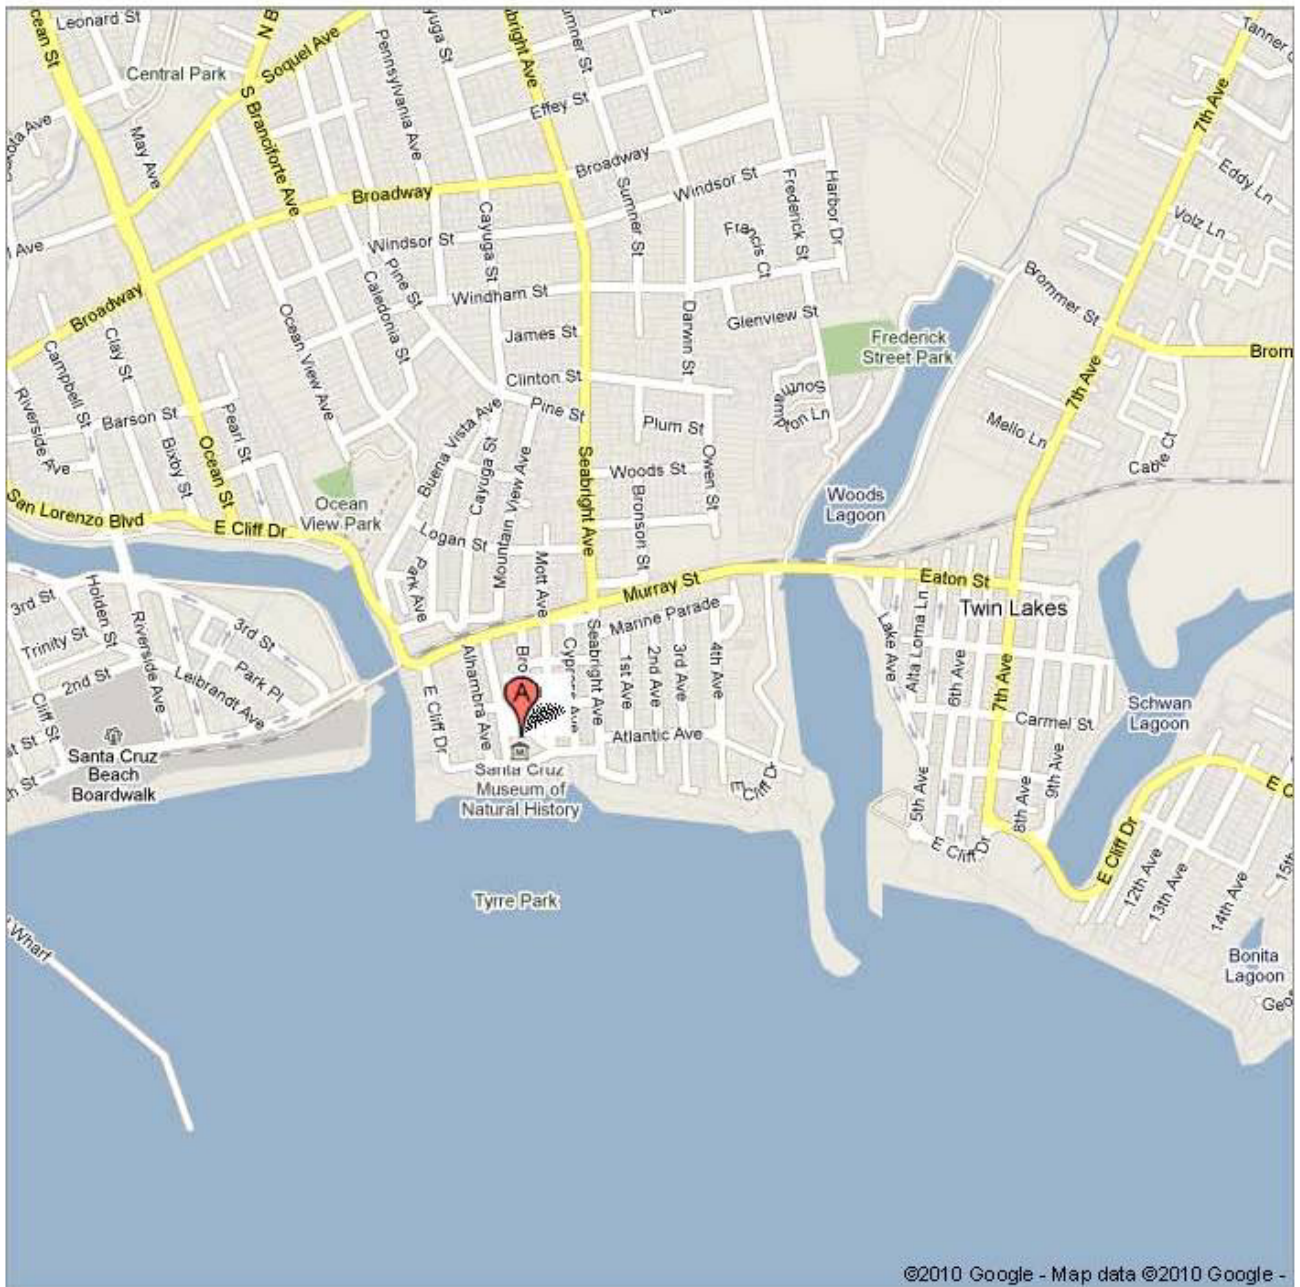 Leonard St
Central Park
Ocean St
N B
Soquel Ave
Pennsylvania Ave
Effey St
Tanner
7th Ave
May Ave
S Branciforte Ave
Broadway
Broadway
Windsor St
Sumner St
Frederick St
Harbor Dr
Eddy Ln
Volz Ln
Cayuga St
Windsor St
Francis Ct
Pine St
Caledonia St
Windham St
Brommer St
Broadway
Ocean View Ave
James St
Darwin St
Glenview St
Frederick
Street Park
Brom
Clay St
Campbell St
Clinton St
7th Ave
Riverside Ave
Barson St
Pearl St
Buena Vista Ave
Pine St
Plum St
Mello Ln
Bixby St
Ocean St
Cayuga St
Mountain View Ave
Seabright Ave
Woods St
Owen St
Bronson St
San Lorenzo Blvd
Ocean
View Park
Woods
Lagoon
E Cliff Dr
Logan St
Park Ave
Mott Ave
Murray St
Eaton St
Twin Lakes
3rd St
Holden St
Trinity St
Riverside Ave
3rd St
Park Pl
Leibrandt Ave
2nd St
Cliff St
Alhambra Ave
Bro
A
Seabright Ave
1st Ave
2nd Ave
3rd Ave
4th Ave
Lake Ave
Alta Loma Ln
6th Ave
7th Ave
Carmel St
Schwan
Lagoon
Santa Cruz
Beach
Boardwalk
E Cliff Dr
Atlantic Ave
Santa Cruz
Museum of
Natural History
E Cliff Dr
5th Ave
8th Ave
9th Ave
E Cliff Dr
E Cliff Dr
12th Ave
13th Ave
14th Ave
15th
Tyrre Park
Wharf
Bonita
Lagoon
Geo
©2010 Google - Map data ©2010 Google -